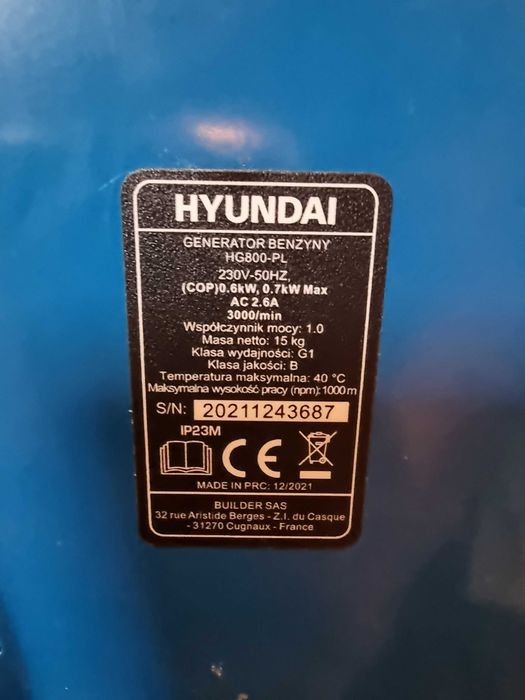 HYUNDAI
GENERATOR BENZYNY
HG800-PL
230V-50HZ,
(COP)0.6kW, 0.7kW Max
AC 2.6A
3000/min
Współczynnik mocy: 1.0
Masa netto: 15 kg
Klasa wydajności: G1
Klasa jakości: B
Temperatura maksymalna: 40 °C
Maksymalna wysokość pracy (npm): 1000 m
S/N: 20211243687
IP23M
CE
MADE IN PRC: 12/2021
BUILDER SAS
32 rue Aristide Berges - Z.I. du Casque
- 31270 Cugnaux - France